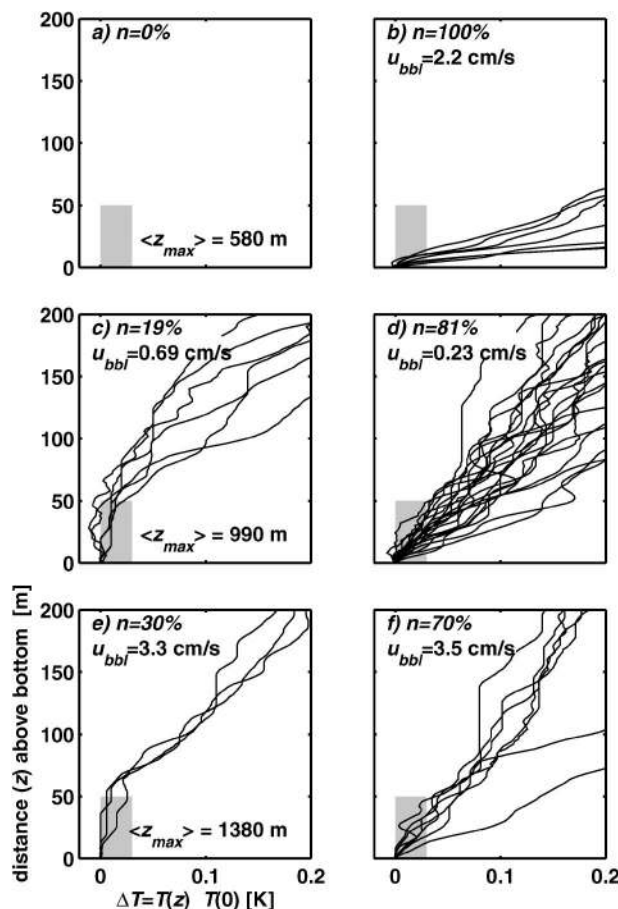 200
150
100
50
0
a) n=0%
<z_max> = 580 m
b) n=100%
u_bbl=2.2 cm/s
200
150
100
50
0
c) n=19%
u_bbl=0.69 cm/s
<z_max> = 990 m
d) n=81%
u_bbl=0.23 cm/s
distance (z) above bottom [m]
200
150
100
50
0
e) n=30%
u_bbl=3.3 cm/s
<z_max> = 1380 m
f) n=70%
u_bbl=3.5 cm/s
0 0.1 0.2
0 0.1 0.2
ΔT=T(z) T(0) [K]